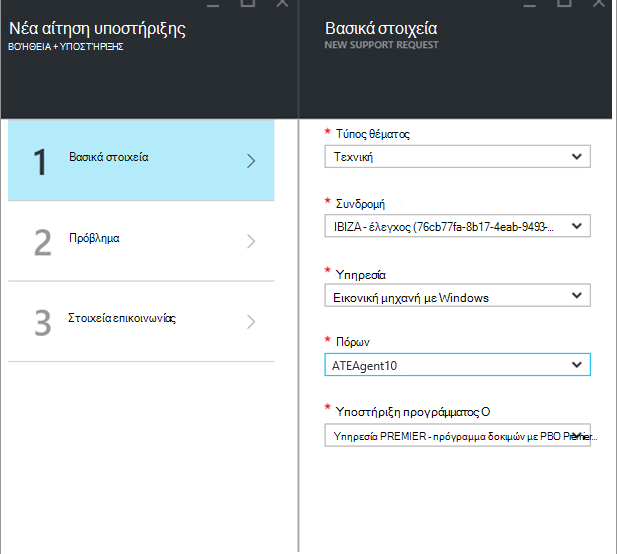 Νέα αίτηση υποστήριξης
ΒΟΉΘΕΙΑ + ΥΠΟΣΤΉΡΙΞΗΣ
1 Βασικά στοιχεία
2 Πρόβλημα
3 Στοιχεία επικοινωνίας
Βασικά στοιχεία
NEW SUPPORT REQUEST
* Τύπος θέματος
Τεχνική
* Συνδρομή
IBIZA - έλεγχος (76cb77fa-8b17-4eab-9493-...
* Υπηρεσία
Εικονική μηχανή με Windows
* Πόρων
ATEAgent10
* Υποστήριξη προγράμματος Ο
Υπηρεσία PREMIER - πρόγραμμα δοκιμών με PBO Premier...